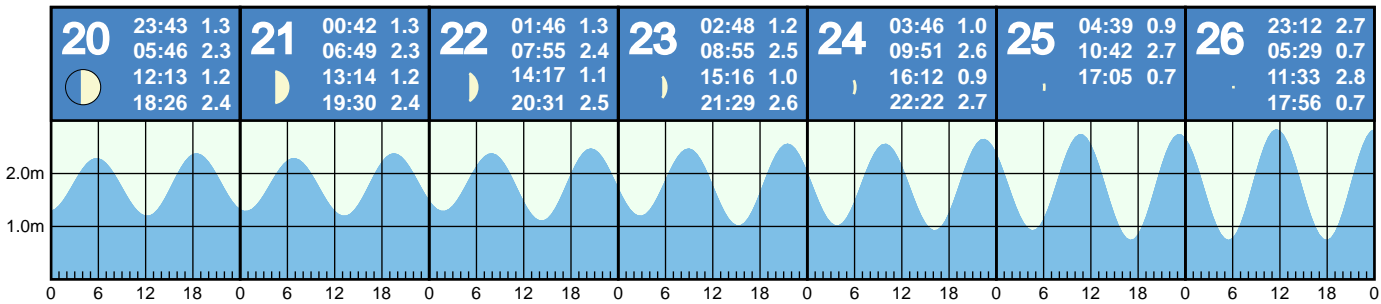 20 23:43 1.3 21 00:42 1.3 22 01:46 1.3 23 02:48 1.2 24 03:46 1.0 25 04:39 0.9 26 23:12 2.7
05:46 2.3 06:49 2.3 07:55 2.4 08:55 2.5 09:51 2.6 10:42 2.7 05:29 0.7
12:13 1.2 13:14 1.2 14:17 1.1 15:16 1.0 16:12 0.9 17:05 0.7 11:33 2.8
18:26 2.4 19:30 2.4 20:31 2.5 21:29 2.6 22:22 2.7 17:56 0.7
2.0m
1.0m
0 6 12 18 0 6 12 18 0 6 12 18 0 6 12 18 0 6 12 18 0 6 12 18 0 6 12 18 0